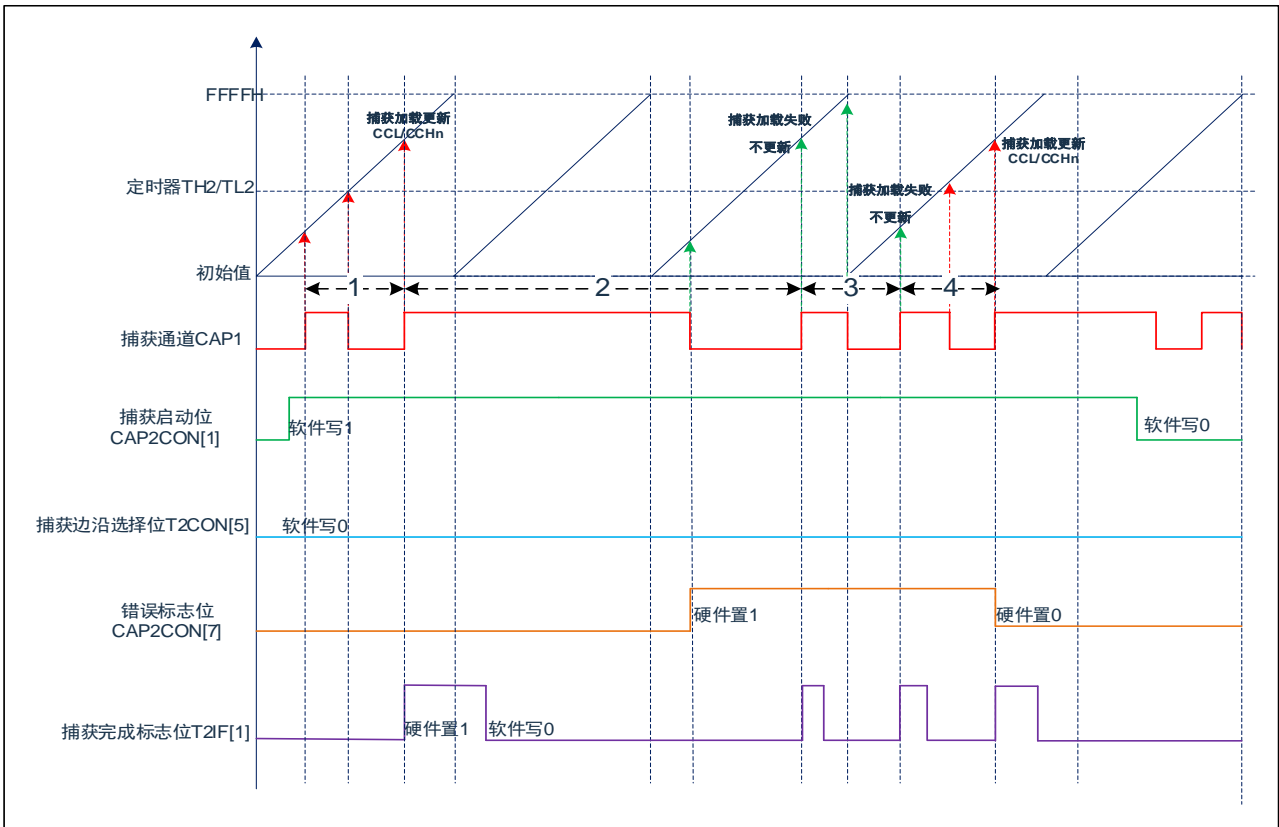 FFFFH
捕获加载更新
CCL/CCHn
捕获加载失败
不更新
捕获加载更新
CCL/CCHn
定时器TH2/TL2
捕获加载失败
不更新
初始值
1
2
3
4
捕获通道CAP1
捕获启动位
CAP2CON[1]
软件写1
软件写0
捕获边沿选择位T2CON[5]
软件写0
错误标志位
CAP2CON[7]
硬件置1
硬件置0
捕获完成标志位T2IF[1]
硬件置1
软件写0